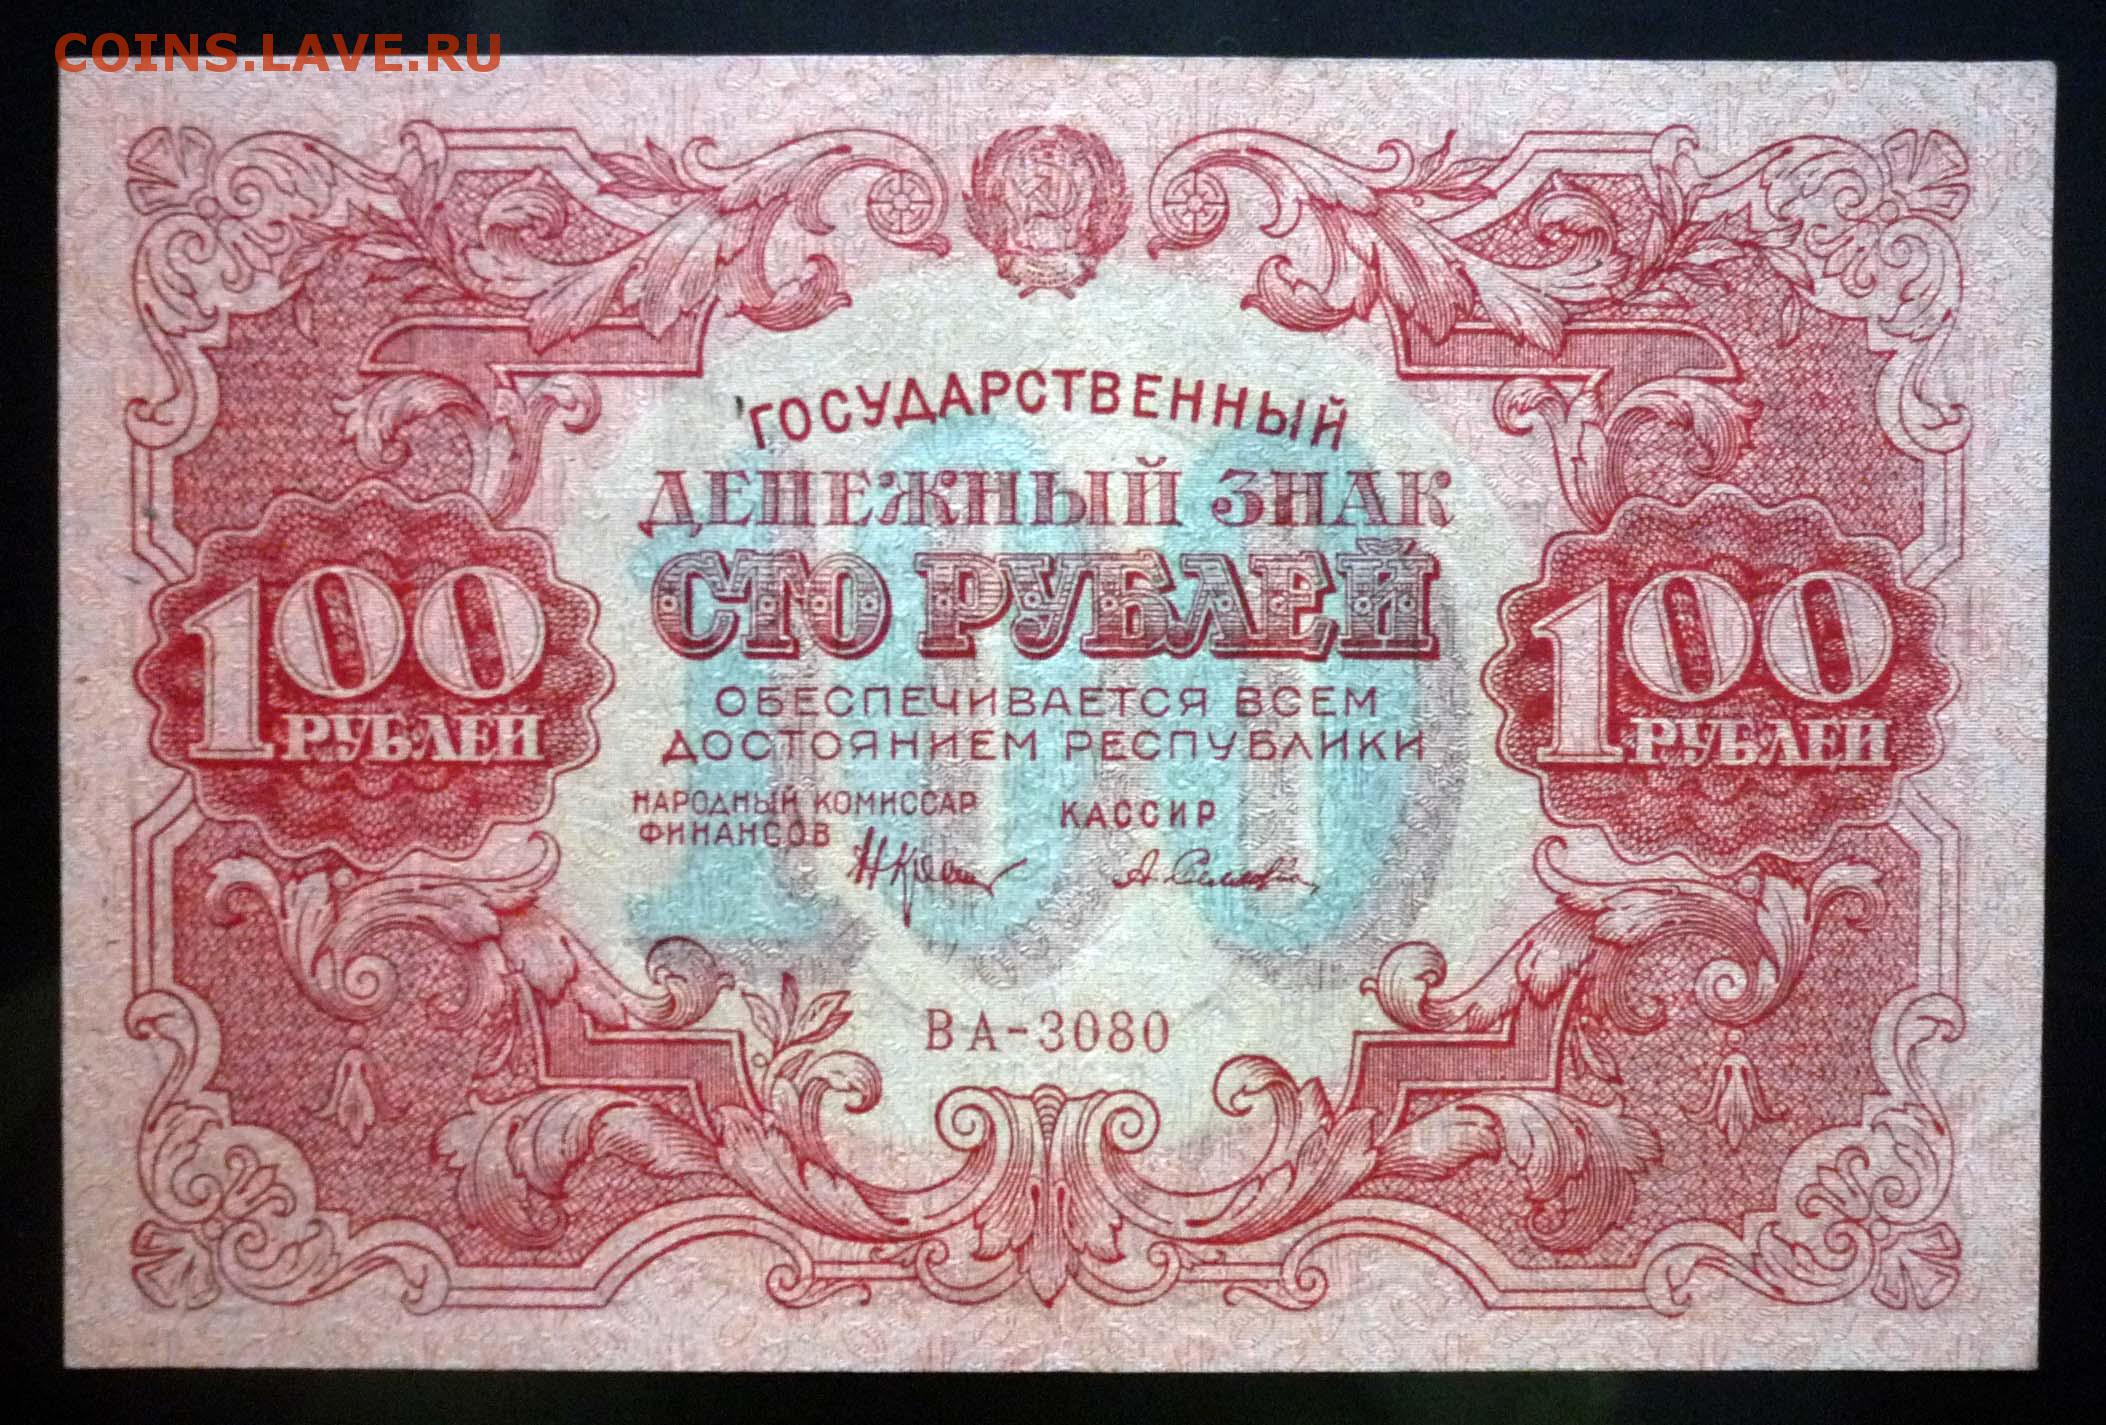 COINS.LAVE.RU
ГОСУДАРСТВЕННЫЙ
ДЕНЕЖНЫЙ ЗНАК
СТО РУБЛЕЙ
100
100
100
РУБЛЕЙ
РУБЛЕЙ
ОБЕСПЕЧИВАЕТСЯ ВСЕМ
ДОСТОЯНИЕМ РЕСПУБЛИКИ
НАРОДНЫЙ КОМИССАР
ФИНАНСОВ
КАССИР
ВА-3080